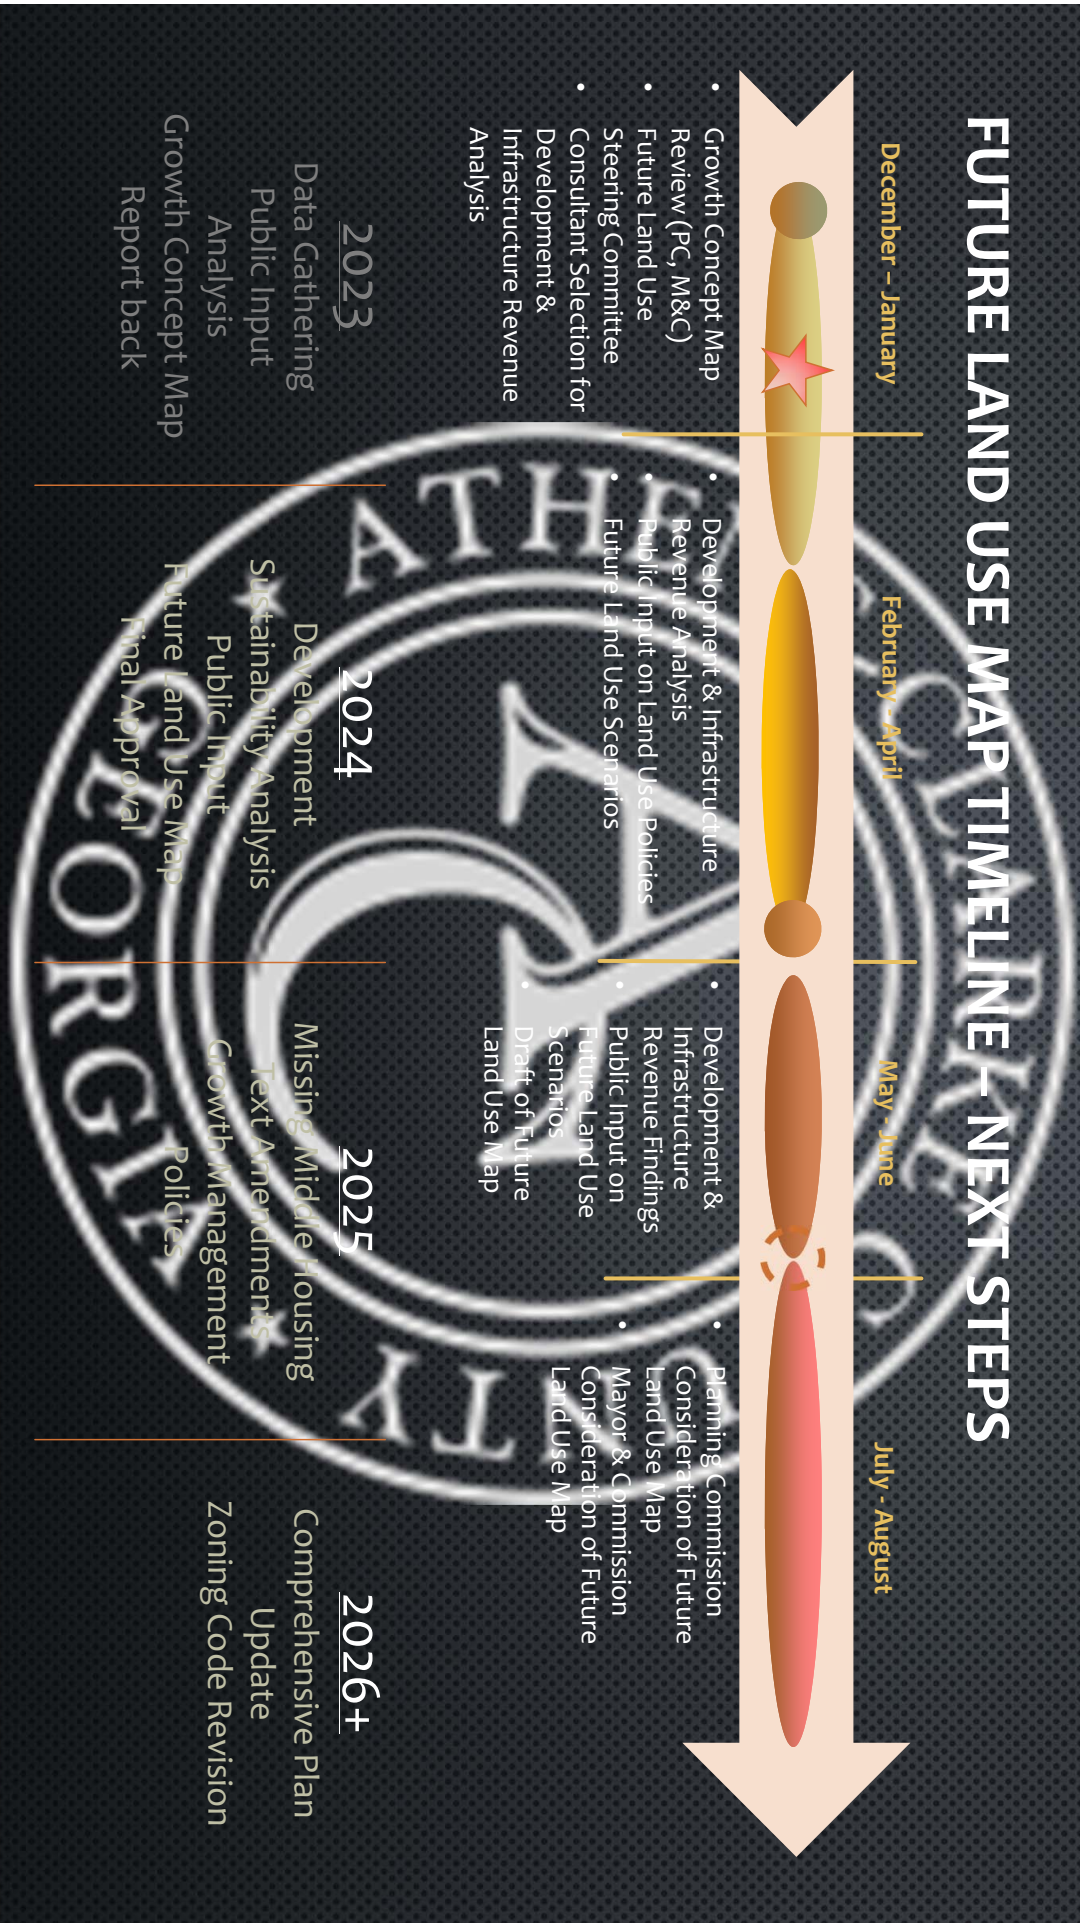 FUTURE LAND USE MAP TIMELINE – NEXT STEPS
December – January
February - April
May - June
July - August
• Growth Concept Map
Review (PC, M&C)
• Future Land Use
Steering Committee
• Consultant Selection for
Development &
Infrastructure Revenue
Analysis
• Development & Infrastructure
Revenue Analysis
• Public Input on Land Use Policies
• Future Land Use Scenarios
• Development &
Infrastructure
Revenue Findings
• Public Input on
Future Land Use
Scenarios
• Draft of Future
Land Use Map
• Planning Commission
Consideration of Future
Land Use Map
• Mayor & Commission
Consideration of Future
Land Use Map
2023
Data Gathering
Public Input
Analysis
Growth Concept Map
Report back
2024
Development
Sustainability Analysis
Public Input
Future Land Use Map
Final Approval
2025
Missing Middle Housing
Text Amendments
Growth Management
Policies
2026+
Comprehensive Plan
Update
Zoning Code Revision
GEORGIA